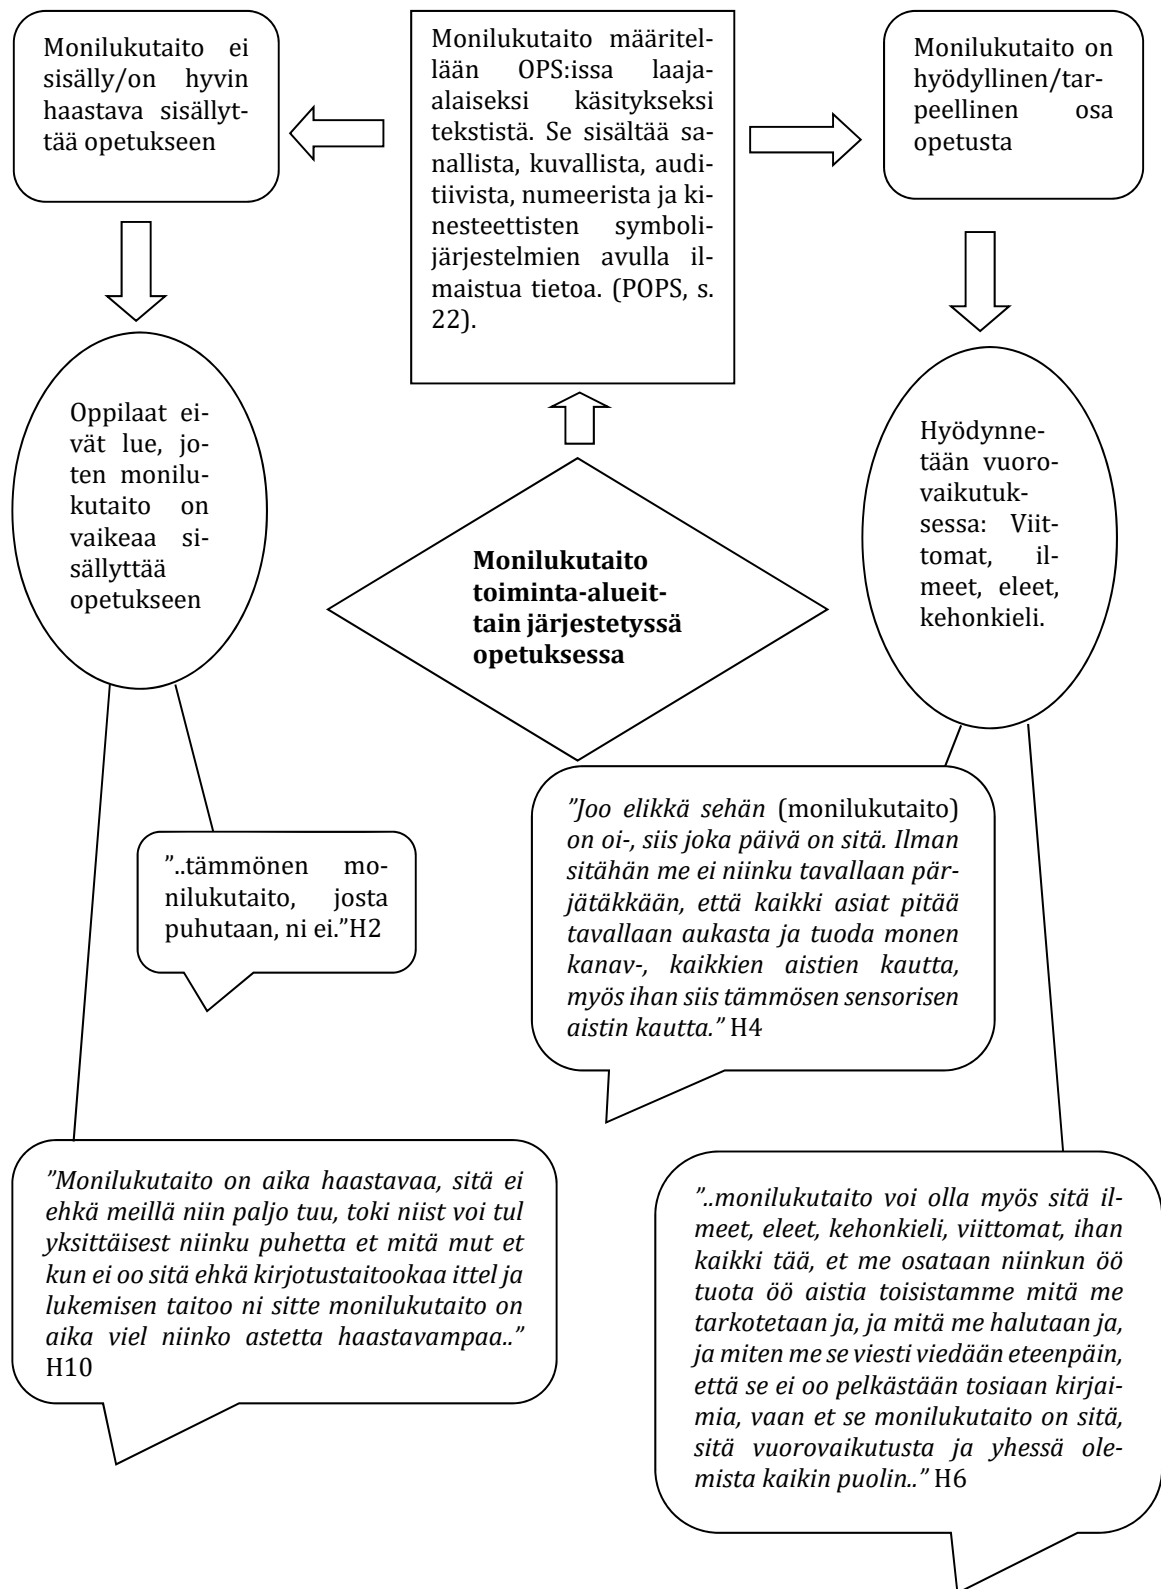 Monilukutaito ei
sisälly/on hyvin
haastava sisällyt-
tää opetukseen
Monilukutaito määritel-
lään OPS:issa laaja-
alaiseksi käsitykseksi
tekstistä. Se sisältää sa-
nallista, kuvallista, audi-
tiivista, numeerista ja ki-
nesteettisten symboli-
järjestelmien avulla il-
maistua tietoa. (POPS, s.
22).
Monilukutaito on
hyödyllinen/tar-
peellinen osa
opetusta
Oppilaat ei-
vät lue, jo-
ten monilu-
kutaito on
vaikeaa si-
sällyttää
opetukseen
Monilukutaito
toiminta-alueit-
tain järjestetyssä
opetuksessa
Hyödynne-
tään vuoro-
vaikutuk-
sessa: Viit-
tomat, il-
meet, eleet,
kehonkieli.
”..tämmönen mo-
nilukutaito, josta
puhutaan, ni ei.”H2
”Joo elikkä sehän (monilukutaito)
on oi-, siis joka päivä on sitä. Ilman
sitähän me ei niinku tavallaan pär-
jätäkkään, että kaikki asiat pitää
tavallaan aukasta ja tuoda monen
kanav-, kaikkien aistien kautta,
myös ihan siis tämmösen sensorisen
aistin kautta.” H4
”Monilukutaito on aika haastavaa, sitä ei
ehkä meillä niin paljo tuu, toki niist voi tul
yksittäisest niinku puhetta et mitä mut et
kun ei oo sitä ehkä kirjotustaitookaa ittel ja
lukemisen taitoo ni sitte monilukutaito on
aika viel niinko astetta haastavampaa..”
H10
”..monilukutaito voi olla myös sitä il-
meet, eleet, kehonkieli, viittomat, ihan
kaikki tää, et me osataan niinkun öö
tuota öö aistia toisistamme mitä me
tarkotetaan ja, ja mitä me halutaan ja,
ja miten me se viesti viedään eteenpäin,
että se ei oo pelkästään tosiaan kirjai-
mia, vaan et se monilukutaito on sitä,
sitä vuorovaikutusta ja yhessä ole-
mista kaikin puolin..” H6